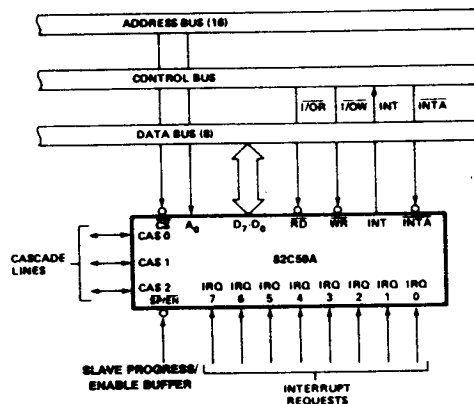 ADDRESS BUS (16)
CONTROL BUS
I/OR I/OW INT INTA
DATA BUS (8)
CS A0 D7-D0 RD WR INT INTA
CASCADE LINES
CAS 0
CAS 1
CAS 2
82C59A
SP/EN
IRQ 7 IRQ 6 IRQ 5 IRQ 4 IRQ 3 IRQ 2 IRQ 1 IRQ 0
SLAVE PROGRESS/
ENABLE BUFFER
INTERRUPT
REQUESTS